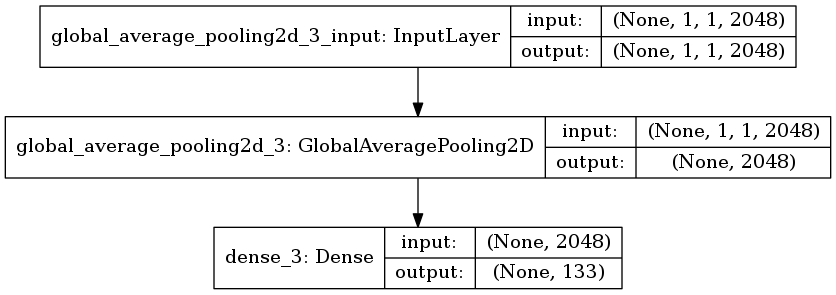 global_average_pooling2d_3_input: InputLayer
input: (None, 1, 1, 2048)
output: (None, 1, 1, 2048)
global_average_pooling2d_3: GlobalAveragePooling2D
input: (None, 1, 1, 2048)
output: (None, 2048)
dense_3: Dense
input: (None, 2048)
output: (None, 133)